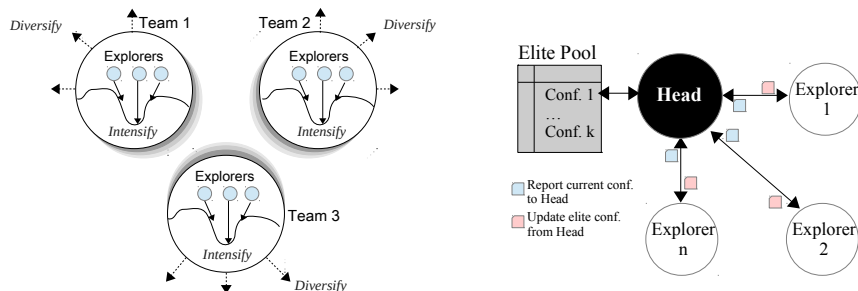 Team 1
Diversify
Explorers
Intensify
Team 2
Diversify
Explorers
Intensify
Explorers
Team 3
Intensify
Diversify
Elite Pool
Conf. 1
...
Conf. k
Head
Explorer
1
Report current conf.
to Head
Update elite conf.
from Head
Explorer
n
Explorer
2